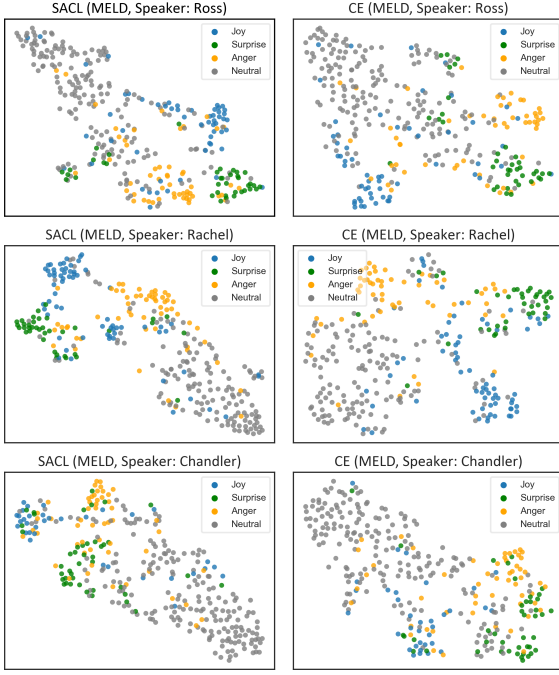 SACL (MELD, Speaker: Ross)
Joy
Surprise
Anger
Neutral
CE (MELD, Speaker: Ross)
Joy
Surprise
Anger
Neutral
SACL (MELD, Speaker: Rachel)
Joy
Surprise
Anger
Neutral
CE (MELD, Speaker: Rachel)
Joy
Surprise
Anger
Neutral
SACL (MELD, Speaker: Chandler)
Joy
Surprise
Anger
Neutral
CE (MELD, Speaker: Chandler)
Joy
Surprise
Anger
Neutral